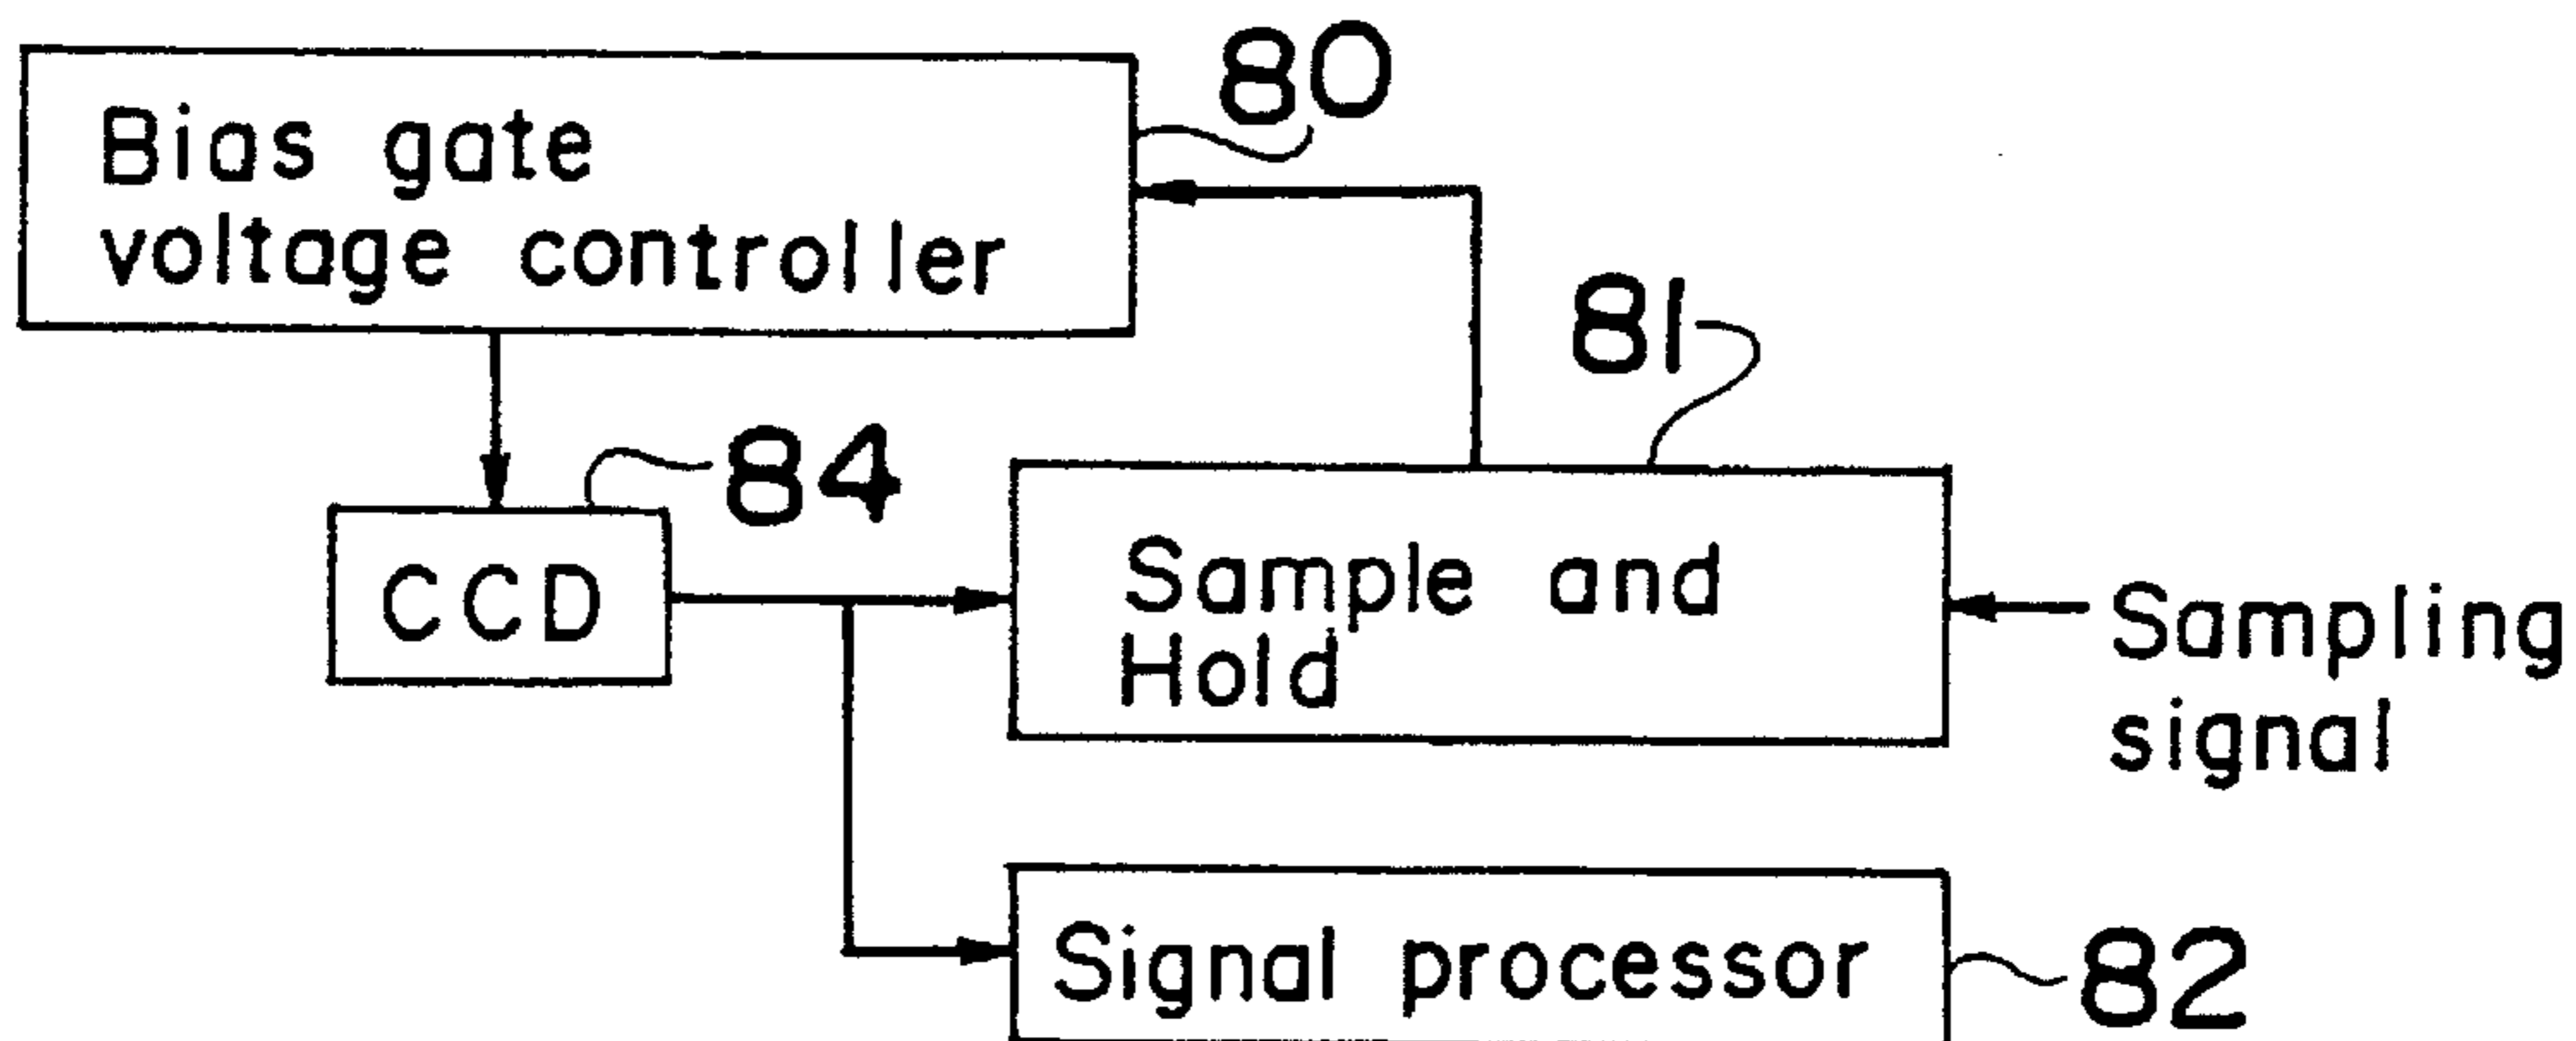 80
Bias gate
voltage controller
81
84
CCD
Sample and
Hold
Sampling
signal
Signal processor
82